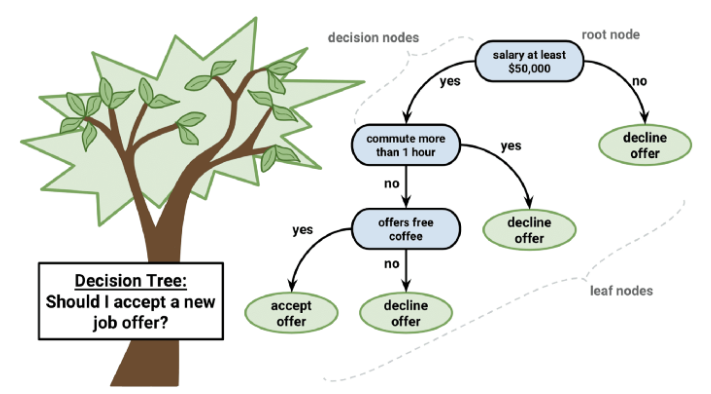 decision nodes
root node
salary at least
$50,000
yes
no
commute more
than 1 hour
yes
decline
offer
no
offers free
coffee
decline
offer
yes
no
leaf nodes
accept
offer
decline
offer
Decision Tree:
Should I accept a new
job offer?